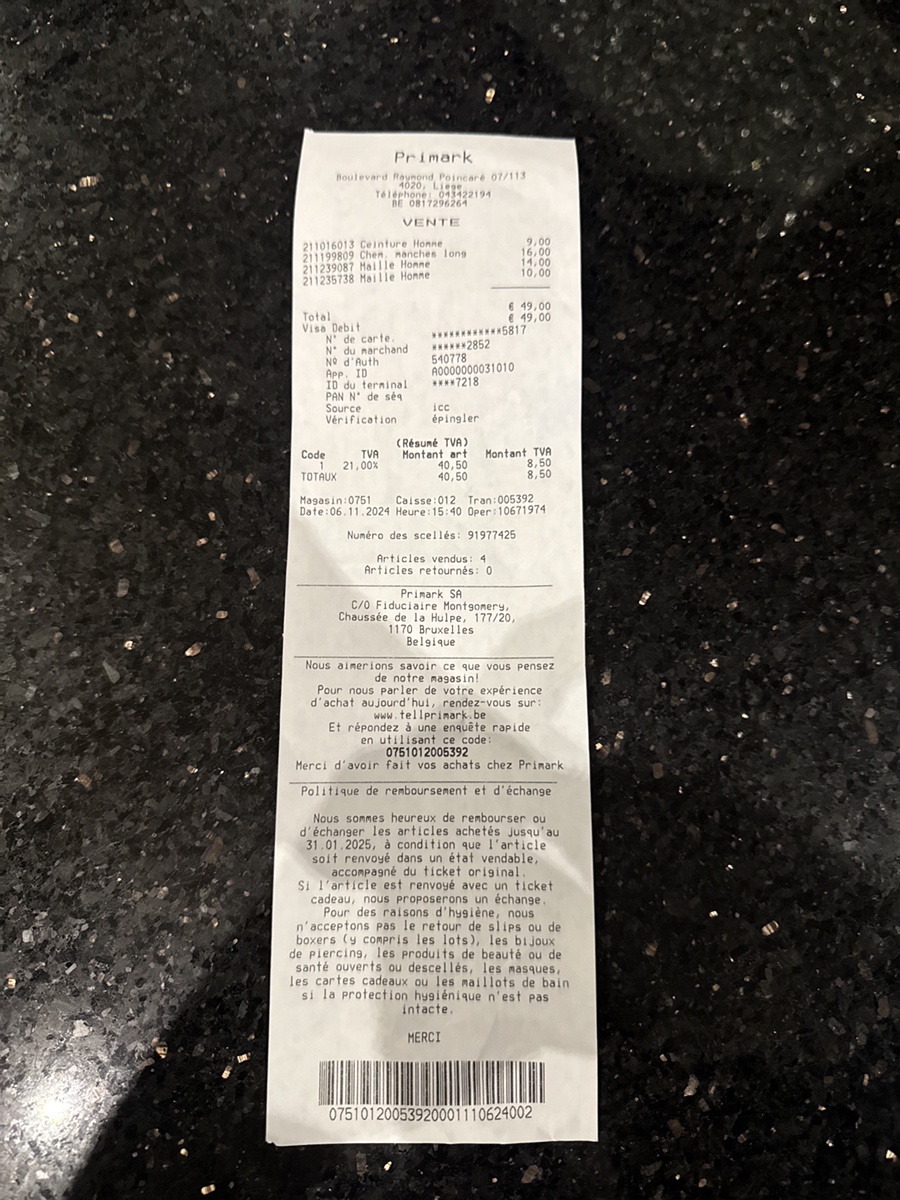 Primark
Boulevard Raymond Poincaré 07/113
4020, Liege
Téléphone: 043422194
BE 0817296264
VENTE
211016013 Ceinture Homme 9,00
211199809 Chem. manches long 16,00
211239087 Maille Homme 14,00
211235738 Maille Homme 10,00
€ 49,00
Total € 49,00
Visa Debit
N° de carte. ************5817
N° du marchand ******2852
Nº d'Auth 540778
App. ID A0000000031010
ID du terminal ****7218
PAN N° de séq
Source icc
Vérification épingler
(Résumé TVA)
Code TVA Montant art Montant TVA
1 21,00% 40,50 8,50
TOTAUX 40,50 8,50
Magasin:0751 Caisse:012 Tran:005392
Date:06.11.2024 Heure:15:40 Oper:10671974
Numéro des scellés: 91977425
Articles vendus: 4
Articles retournés: 0
Primark SA
C/O Fiduciaire Montgomery,
Chaussée de la Hulpe, 177/20,
1170 Bruxelles
Belgique
Nous aimerions savoir ce que vous pensez
de notre magasin!
Pour nous parler de votre expérience
d'achat aujourd'hui, rendez-vous sur:
www.tellprimark.be
Et répondez à une enquête rapide
en utilisant ce code:
0751012005392
Merci d'avoir fait vos achats chez Primark
Politique de remboursement et d'échange
Nous sommes heureux de rembourser ou
d'échanger les articles achetés jusqu'au
31.01.2025, à condition que l'article
soit renvoyé dans un état vendable,
accompagné du ticket original.
Si l'article est renvoyé avec un ticket
cadeau, nous proposerons un échange.
Pour des raisons d'hygiène, nous
n'acceptons pas le retour de slips ou de
boxers (y compris les lots), les bijoux
de piercing, les produits de beauté ou de
santé ouverts ou descellés, les masques,
les cartes cadeaux ou les maillots de bain
si la protection hygiénique n'est pas
intacte.
MERCI
07510120053920001110624002